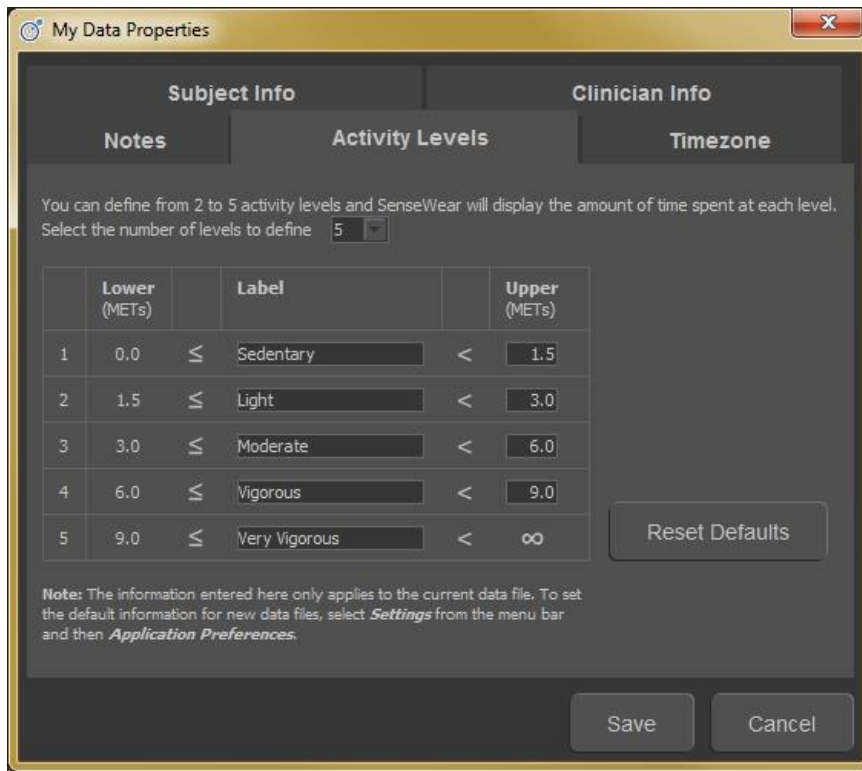 My Data Properties
Subject Info Clinician Info
Notes Activity Levels Timezone
You can define from 2 to 5 activity levels and SenseWear will display the amount of time spent at each level.
Select the number of levels to define 5
Lower Label Upper
(METs) (METs)
1 0.0 ≤ Sedentary < 1.5
2 1.5 ≤ Light < 3.0
3 3.0 ≤ Moderate < 6.0
4 6.0 ≤ Vigorous < 9.0
5 9.0 ≤ Very Vigorous < ∞
Reset Defaults
Note: The information entered here only applies to the current data file. To set
the default information for new data files, select Settings from the menu bar
and then Application Preferences.
Save Cancel